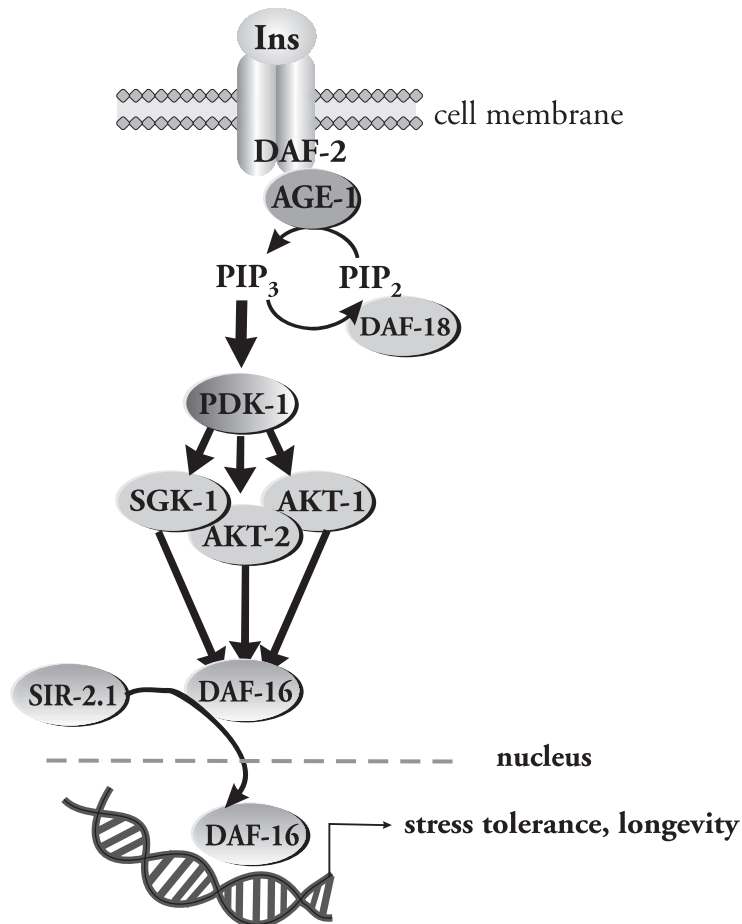 Ins
cell membrane
DAF-2
AGE-1
PIP3 PIP2
DAF-18
PDK-1
SGK-1 AKT-1
AKT-2
SIR-2.1 DAF-16
nucleus
DAF-16 stress tolerance, longevity